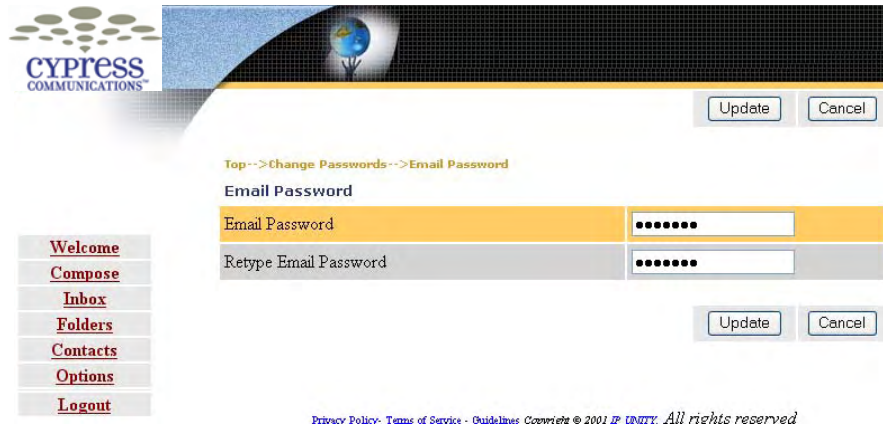 CYPRESS
COMMUNICATIONS™
Update Cancel
Top-->Change Passwords-->Email Password
Email Password
Email Password •••••••
Retype Email Password •••••••
Welcome
Compose
Inbox
Folders
Contacts
Options
Logout
Update Cancel
Privacy Policy- Terms of Service - Guidelines Copyright © 2001 IP UNITY. All rights reserved